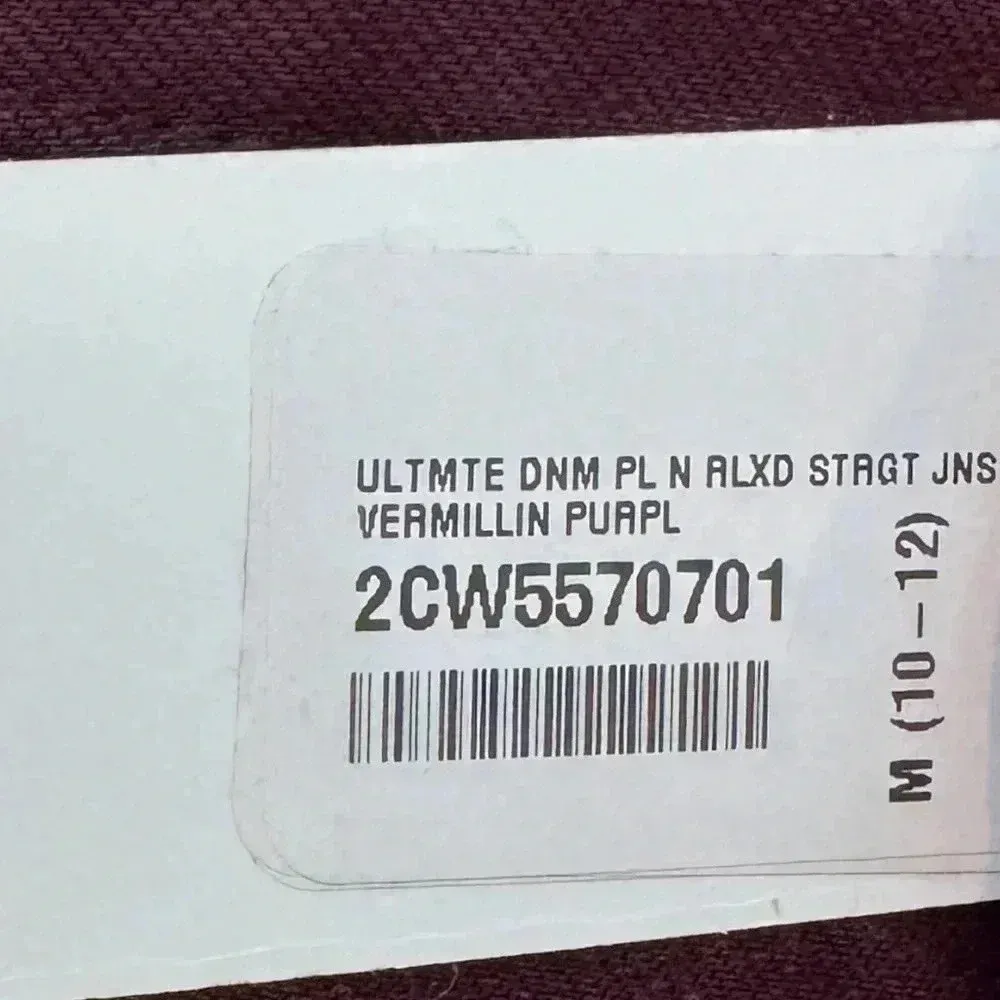 ULTMTE DNM PL N RLXD STRGT JNS
VERMILLIN PURPL
2CW5570701
M (10-12)